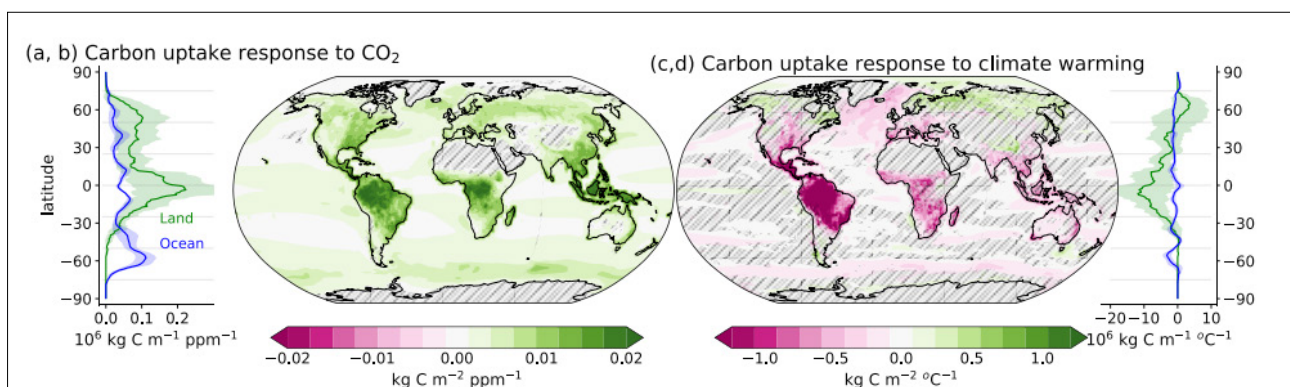 (a, b) Carbon uptake response to CO₂
(c,d) Carbon uptake response to climate warming
90
60
30
0
−30
−60
−90
latitude
Land
Ocean
0.0 0.1 0.2
10⁶ kg C m⁻¹ ppm⁻¹
−0.02 −0.01 0.00 0.01 0.02
kg C m⁻² ppm⁻¹
−1.0 −0.5 0.0 0.5 1.0
kg C m⁻² °C⁻¹
90
60
30
0
−30
−60
−90
−20 −10 0 10
10⁶ kg C m⁻¹ °C⁻¹